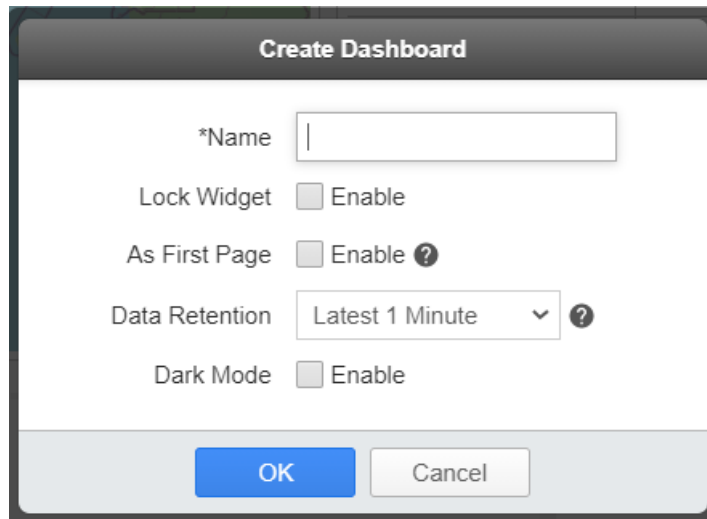 Create Dashboard
*Name
Lock Widget Enable
As First Page Enable ?
Data Retention Latest 1 Minute ?
Dark Mode Enable
OK Cancel